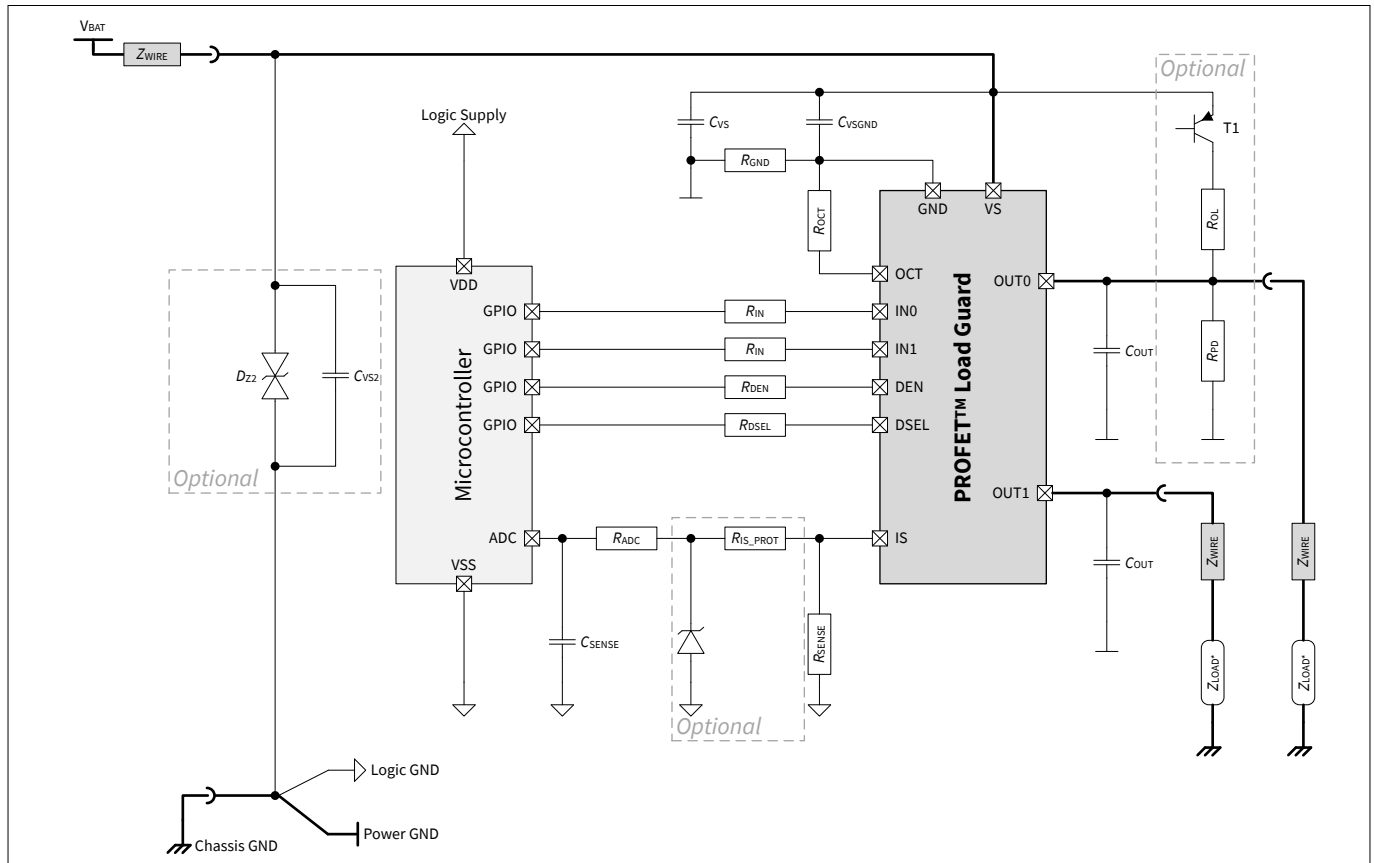 VBAT
ZWIRE
Optional
Logic Supply
CVS
CVSGND
T1
RGND
GND
VS
ROCT
ROL
VDD
OCT
OUT0
GPIO
RIN
IN0
GPIO
RIN
IN1
DZ2
CVS2
COUT
RPD
GPIO
RDEN
DEN
GPIO
RDSEL
DSEL
Optional
Microcontroller
PROFET™ Load Guard
OUT1
ADC
RADC
RIS_PROT
IS
VSS
COUT
ZWIRE
ZWIRE
CSENSE
RSENSE
ZLOAD*
ZLOAD*
Optional
Logic GND
Power GND
Chassis GND